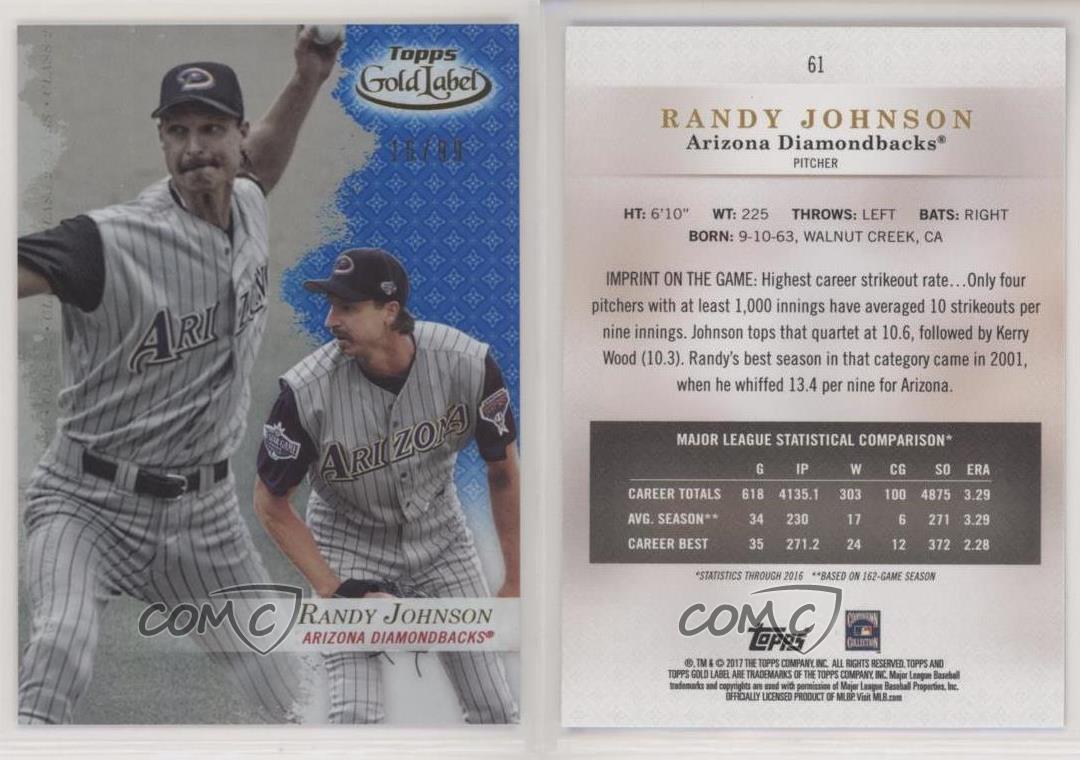 Topps
Gold Label
16/99
ARIZONA
ARIZONA
RANDY JOHNSON
ARIZONA DIAMONDBACKS®
COMC
61
RANDY JOHNSON
Arizona Diamondbacks®
PITCHER
HT: 6'10" WT: 225 THROWS: LEFT BATS: RIGHT
BORN: 9-10-63, WALNUT CREEK, CA
IMPRINT ON THE GAME: Highest career strikeout rate...Only four
pitchers with at least 1,000 innings have averaged 10 strikeouts per
nine innings. Johnson tops that quartet at 10.6, followed by Kerry
Wood (10.3). Randy's best season in that category came in 2001,
when he whiffed 13.4 per nine for Arizona.
MAJOR LEAGUE STATISTICAL COMPARISON*
G IP W CG SO ERA
CAREER TOTALS 618 4135.1 303 100 4875 3.29
AVG. SEASON** 34 230 17 6 271 3.29
CAREER BEST 35 271.2 24 12 372 2.28
*STATISTICS THROUGH 2016 **BASED ON 162-GAME SEASON
COMC
Topps
COOPERSTOWN
COLLECTION
®, TM & © 2017 THE TOPPS COMPANY, INC. ALL RIGHTS RESERVED. TOPPS AND
TOPPS GOLD LABEL ARE TRADEMARKS OF THE TOPPS COMPANY, INC. Major League Baseball
trademarks and copyrights are used with permission of Major League Baseball Properties, Inc.
OFFICIALLY LICENSED PRODUCT OF MLBP. Visit MLB.com